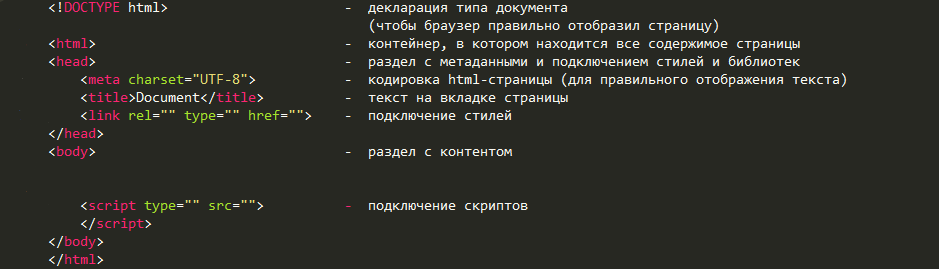 <!DOCTYPE html> - декларация типа документа
(чтобы браузер правильно отобразил страницу)
<html> - контейнер, в котором находится все содержимое страницы
<head> - раздел с метаданными и подключением стилей и библиотек
<meta charset="UTF-8"> - кодировка html-страницы (для правильного отображения текста)
<title>Document</title> - текст на вкладке страницы
<link rel="" type="" href=""> - подключение стилей
</head>
<body> - раздел с контентом
<script type="" src=""> - подключение скриптов
</script>
</body>
</html>